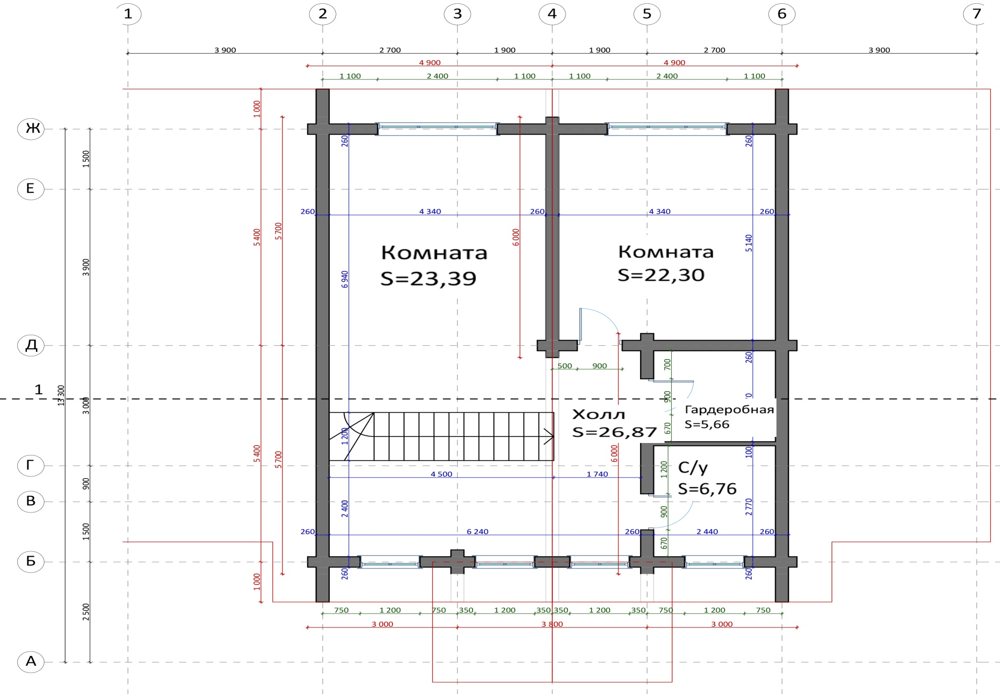 1 2 3 4 5 6 7
3 900 2 700 1 900 1 900 2 700 3 900
4 900 4 900
1 100 2 400 1 100 1 100 2 400 1 100
1 000
Ж
260 260
1 500
Е
260 4 340 260 4 340 260
5 400 5 700 6 000 5 140
Комната
S=23,39
Комната
S=22,30
3 900
6 940
Д
260
700
500 900
1
13 300
3 000
900
Холл
S=26,87
Гардеробная
S=5,66
670
1 200
5 400 5 700 6 000
100
Г
С/у
S=6,76
1 200
4 500 1 740
900
В
2 400
900
2 770
1 500
260 6 240 260 2 440 260
670
Б
260 260
1 000
2 500
750 1 200 750 350 1 200 350 350 1 200 350 750 1 200 750
3 000 3 800 3 000
А